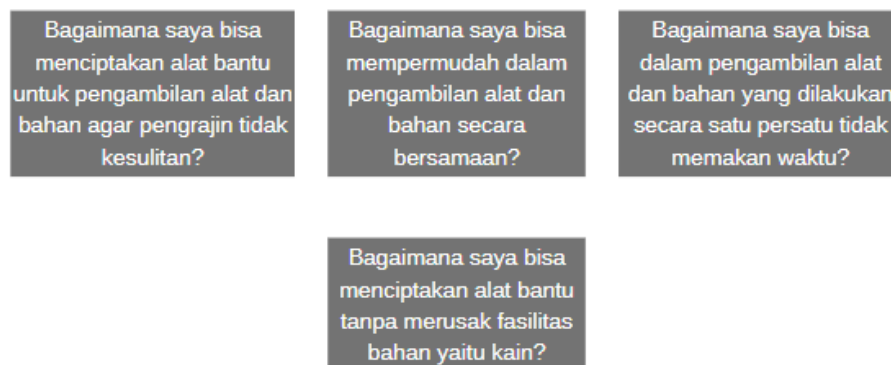 Bagaimana saya bisa
menciptakan alat bantu
untuk pengambilan alat dan
bahan agar pengrajin tidak
kesulitan?
Bagaimana saya bisa
mempermudah dalam
pengambilan alat dan
bahan secara
bersamaan?
Bagaimana saya bisa
dalam pengambilan alat
dan bahan yang dilakukan
secara satu persatu tidak
memakan waktu?
Bagaimana saya bisa
menciptakan alat bantu
tanpa merusak fasilitas
bahan yaitu kain?